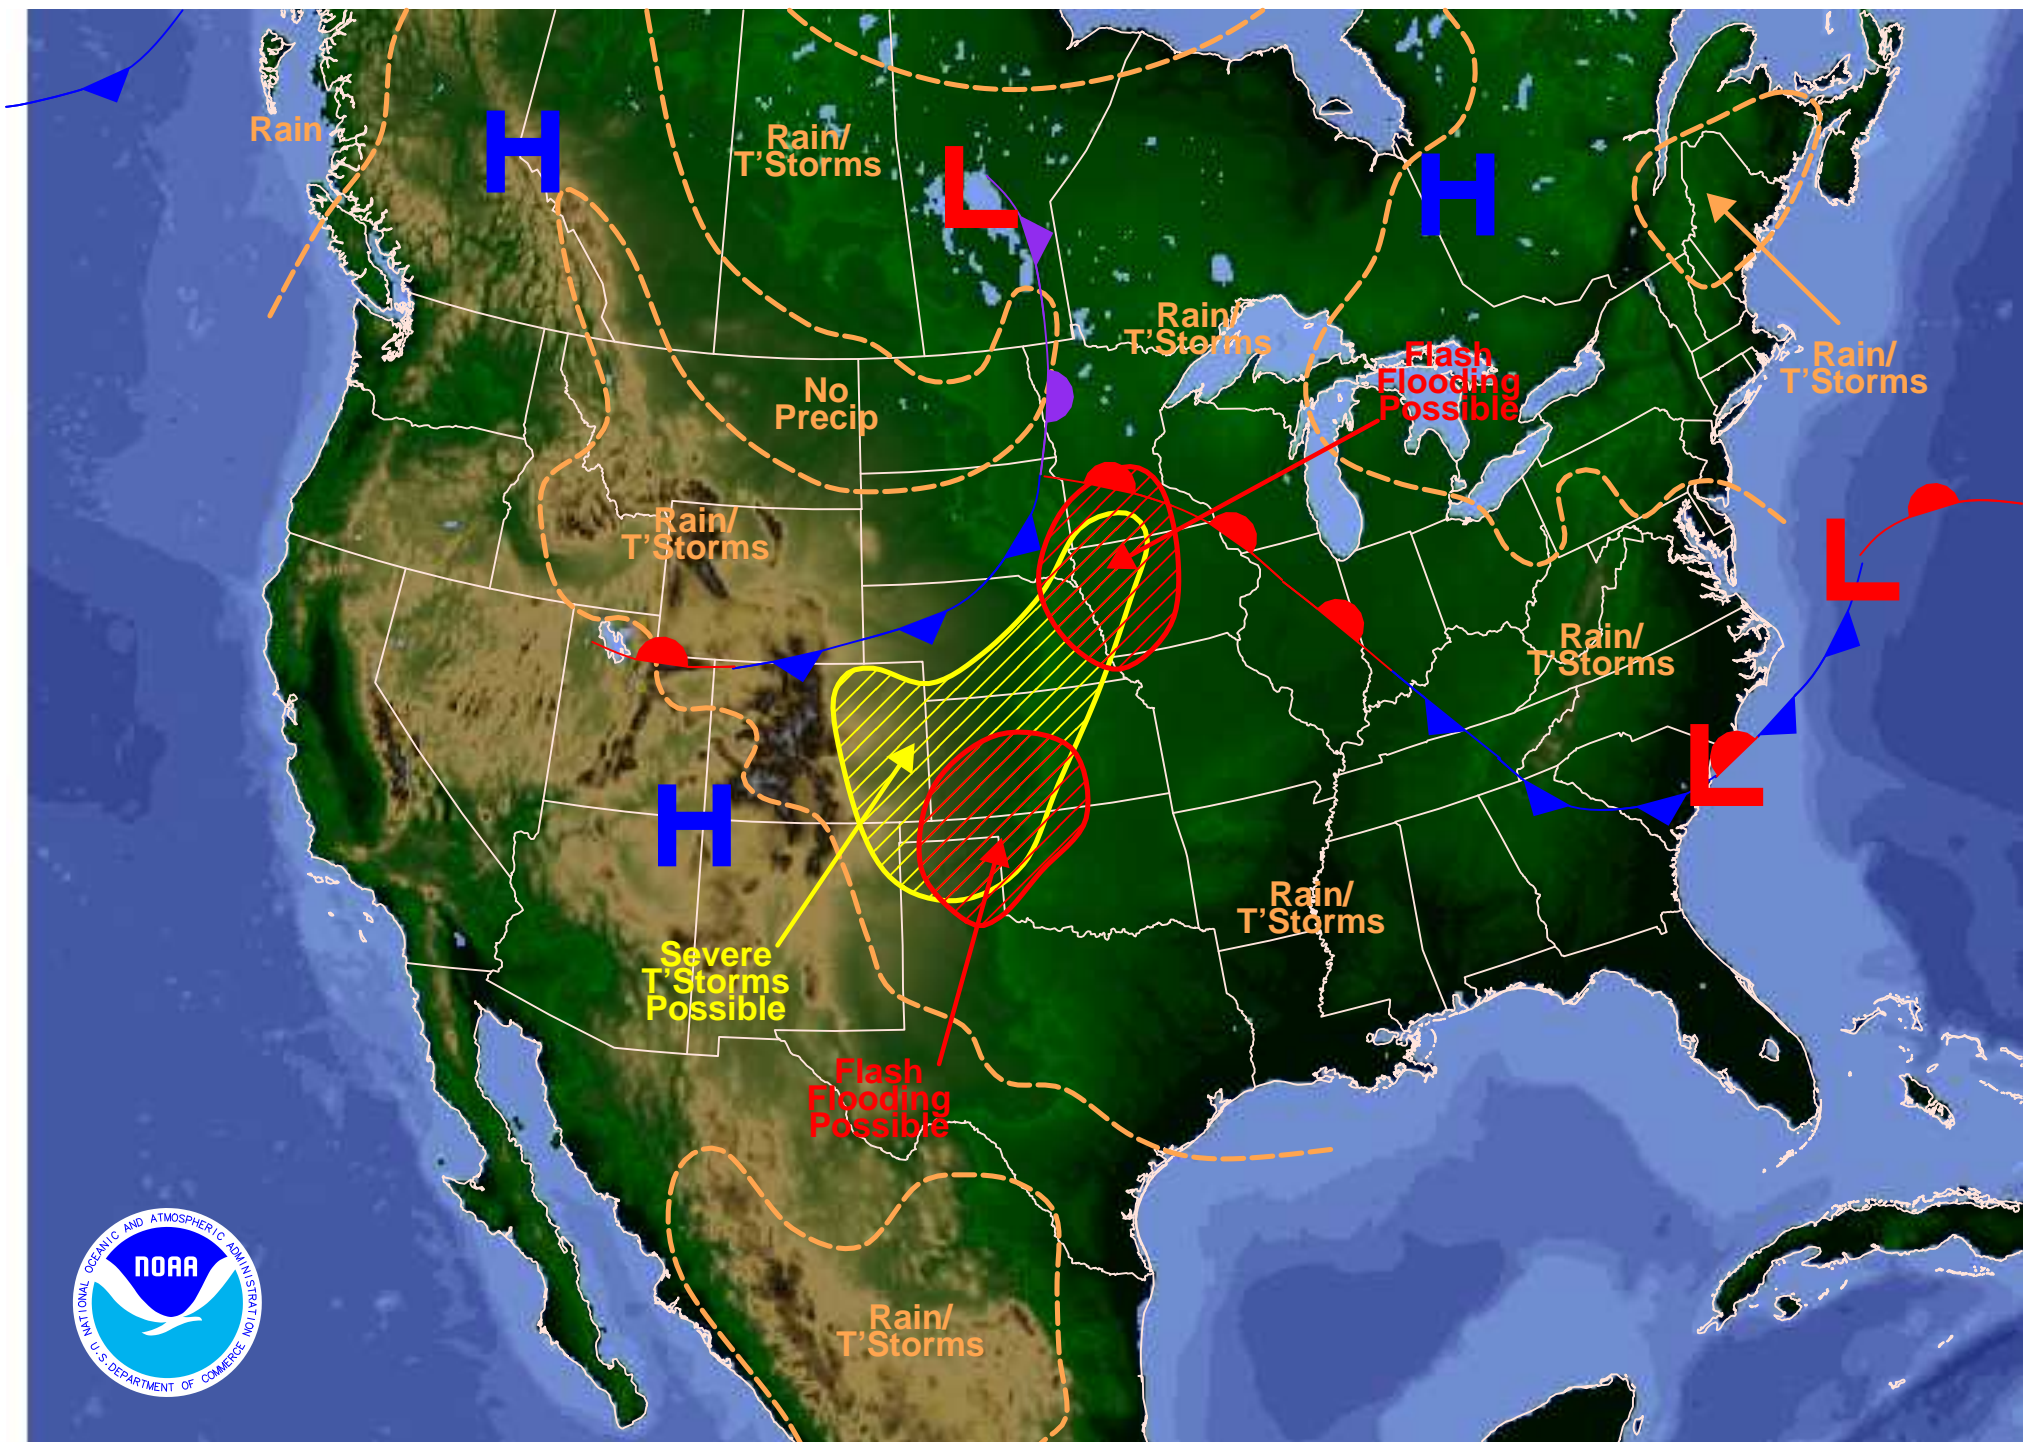 H
Rain
Rain/
T'Storms
L
H
Rain/
T'Storms
Flash
Flooding
Possible
Rain/
T'Storms
No
Precip
Rain/
T'Storms
L
Rain/
T'Storms
L
H
Rain/
T'Storms
Severe
T'Storms
Possible
Flash
Flooding
Possible
Rain/
T'Storms
NATIONAL OCEANIC AND ATMOSPHERIC ADMINISTRATION
NOAA
U.S. DEPARTMENT OF COMMERCE